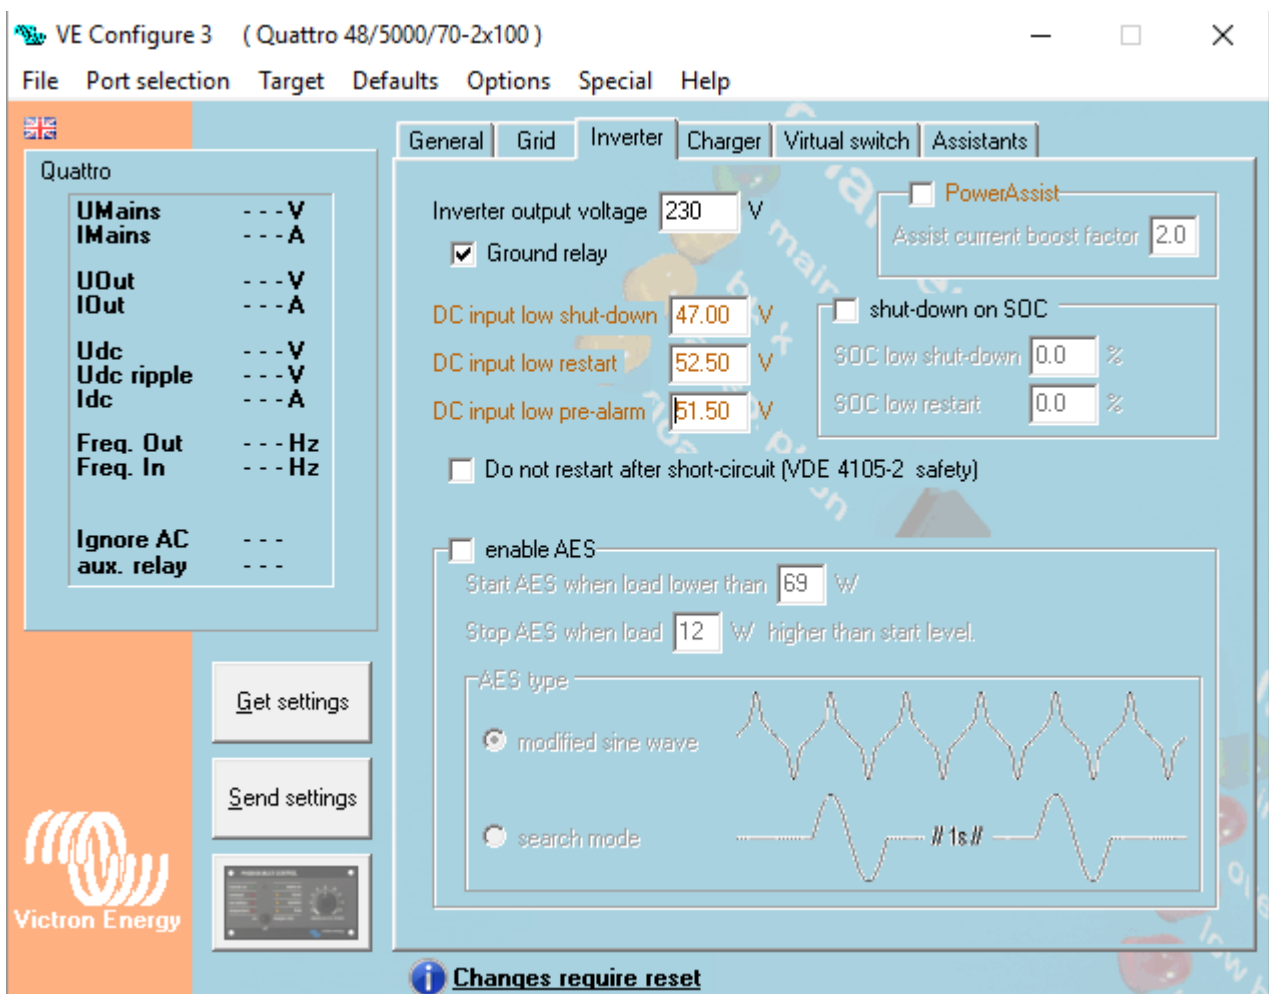 VE Configure 3 ( Quattro 48/5000/70-2x100 )
File Port selection Target Defaults Options Special Help
General Grid Inverter Charger Virtual switch Assistants
Quattro
UMains - - - V
IMains - - - A
UOut - - - V
IOut - - - A
Udc - - - V
Udc ripple - - - V
Idc - - - A
Freq. Out - - - Hz
Freq. In - - - Hz
Ignore AC - - -
aux. relay - - -
Get settings
Send settings
Victron Energy
Inverter output voltage 230 V
Ground relay
DC input low shut-down 47.00 V
DC input low restart 52.50 V
DC input low pre-alarm 51.50 V
PowerAssist
Assist current boost factor 2.0
shut-down on SOC
SOC low shut-down 0.0 %
SOC low restart 0.0 %
Do not restart after short-circuit (VDE 4105-2 safety)
enable AES
Start AES when load lower than 69 W
Stop AES when load 12 W higher than start level.
AES type
modified sine wave
search mode
// 1s //
Changes require reset